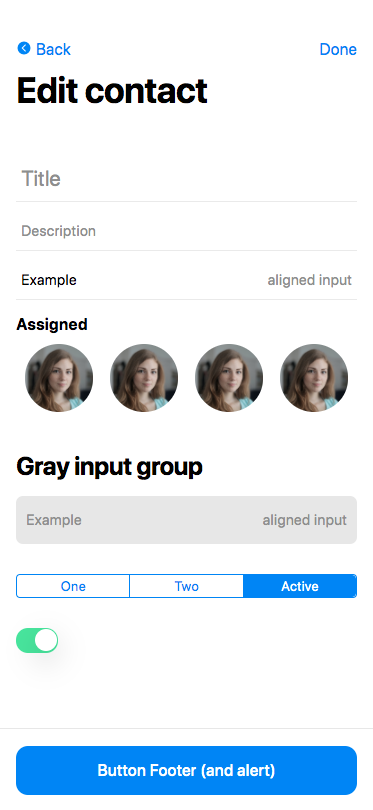 Back Done
Edit contact
Title
Description
Example aligned input
Assigned
Gray input group
Example aligned input
One Two Active
Button Footer (and alert)